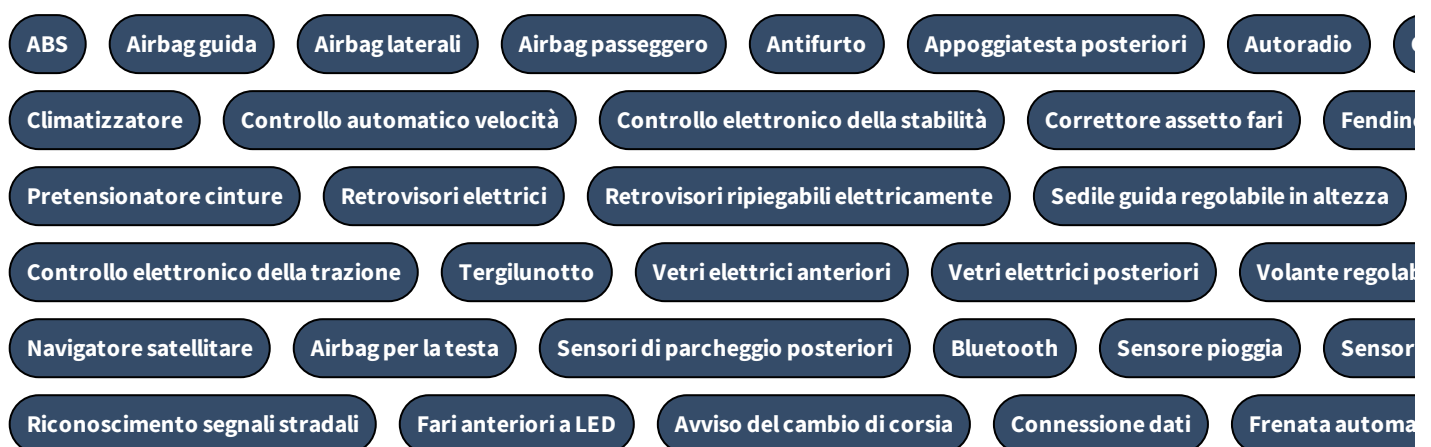 ABS Airbag guida Airbag laterali Airbag passeggero Antifurto Appoggiatesta posteriori Autoradio
Climatizzatore Controllo automatico velocità Controllo elettronico della stabilità Correttore assetto fari
Pretensionatore cinture Retrovisori elettrici Retrovisori ripiegabili elettricamente Sedile guida regolabile in altezza
Controllo elettronico della trazione Tergilunotto Vetri elettrici anteriori Vetri elettrici posteriori Volante
Navigatore satellitare Airbag per la testa Sensori di parcheggio posteriori Bluetooth Sensore pioggia
Riconoscimento segnali stradali Fari anteriori a LED Avviso del cambio di corsia Connessione dati Frenata